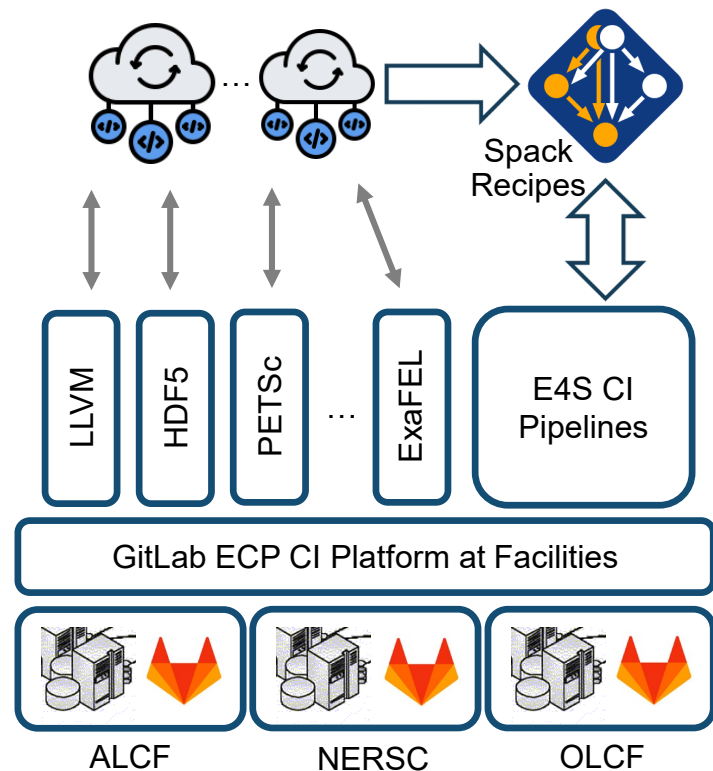 ...
</>
</>
</>
</>
</>
</>
Spack
Recipes
LLVM
HDF5
PETSc
...
ExaFEL
E4S CI
Pipelines
GitLab ECP CI Platform at Facilities
ALCF
NERSC
OLCF